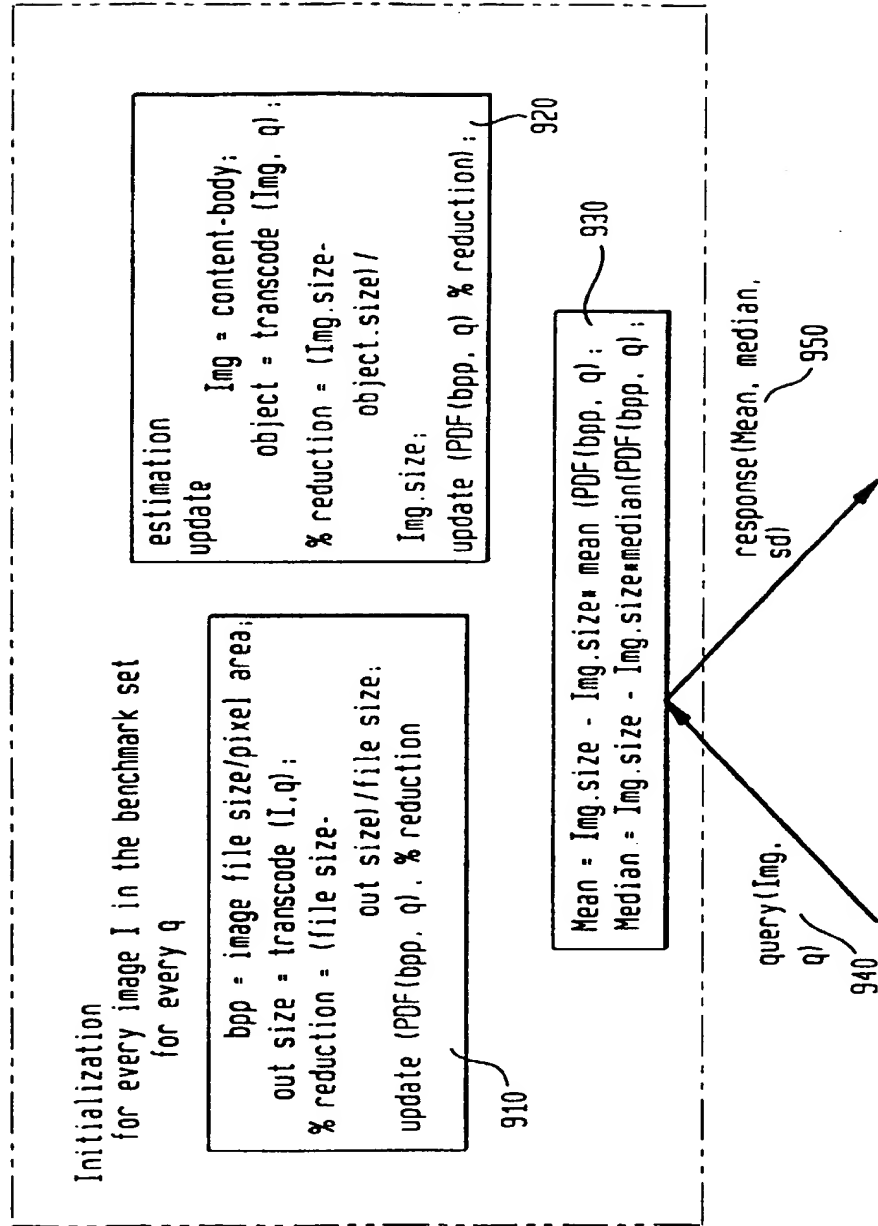 Initialization
for every image I in the benchmark set
for every q
bpp = image file size/pixel area;
out size = transcode (I,q);
% reduction = (file size-
out size)/file size;
update (PDF(bpp, q), % reduction
910
estimation
update
Img = content-body;
object = transcode (Img, q);
% reduction = (Img.size-
object.size)/
Img.size;
update (PDF(bpp, q) % reduction);
920
Mean = Img.size - Img.size* mean (PDF(bpp, q);
Median = Img.size - Img.size*median(PDF(bpp, q);
930
query(Img,
q)
940
response(Mean, median,
sd)
950